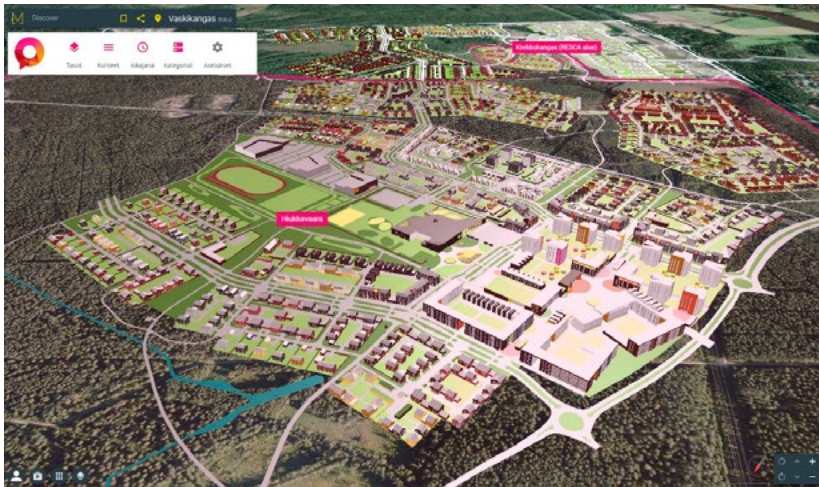 Discover
Vaskikangas
Tasot
Kohteet
Aikajana
Kategoriat
Asetukset
Kivikkokangas (RESCA alue)
Hiukkavaara